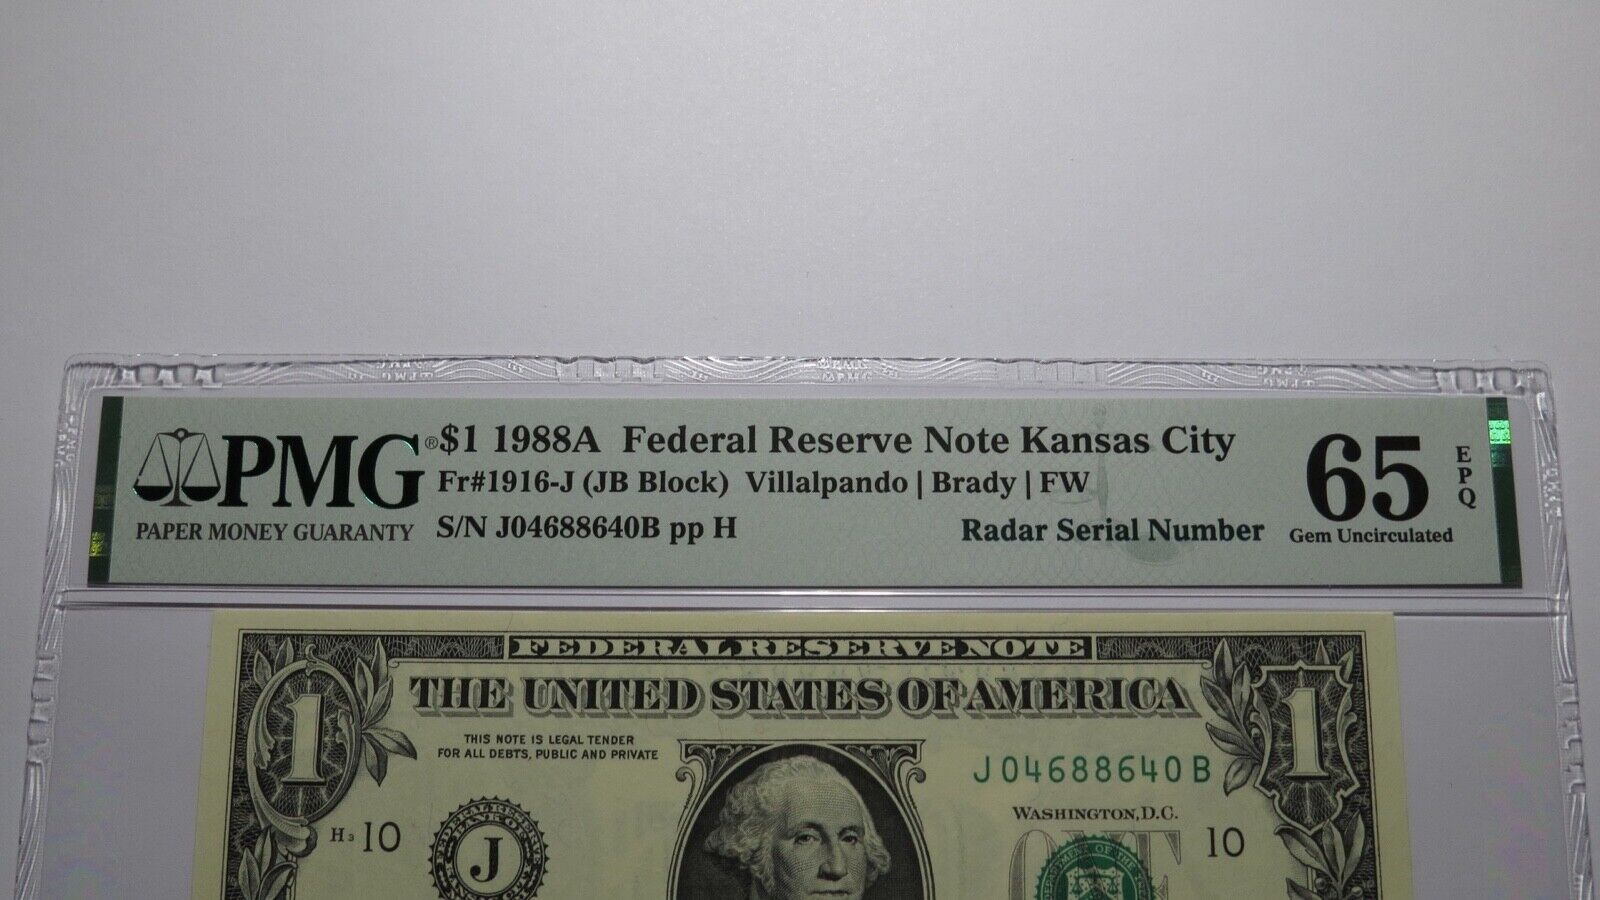 PMG®
PAPER MONEY GUARANTY
$1 1988A Federal Reserve Note Kansas City
Fr#1916-J (JB Block) Villalpando | Brady | FW
S/N J04688640B pp H
Radar Serial Number
65
EPQ
Gem Uncirculated
FEDERAL RESERVE NOTE
THE UNITED STATES OF AMERICA
1
1
THIS NOTE IS LEGAL TENDER
FOR ALL DEBTS, PUBLIC AND PRIVATE
J04688640B
WASHINGTON, D.C.
H3 10
J
10